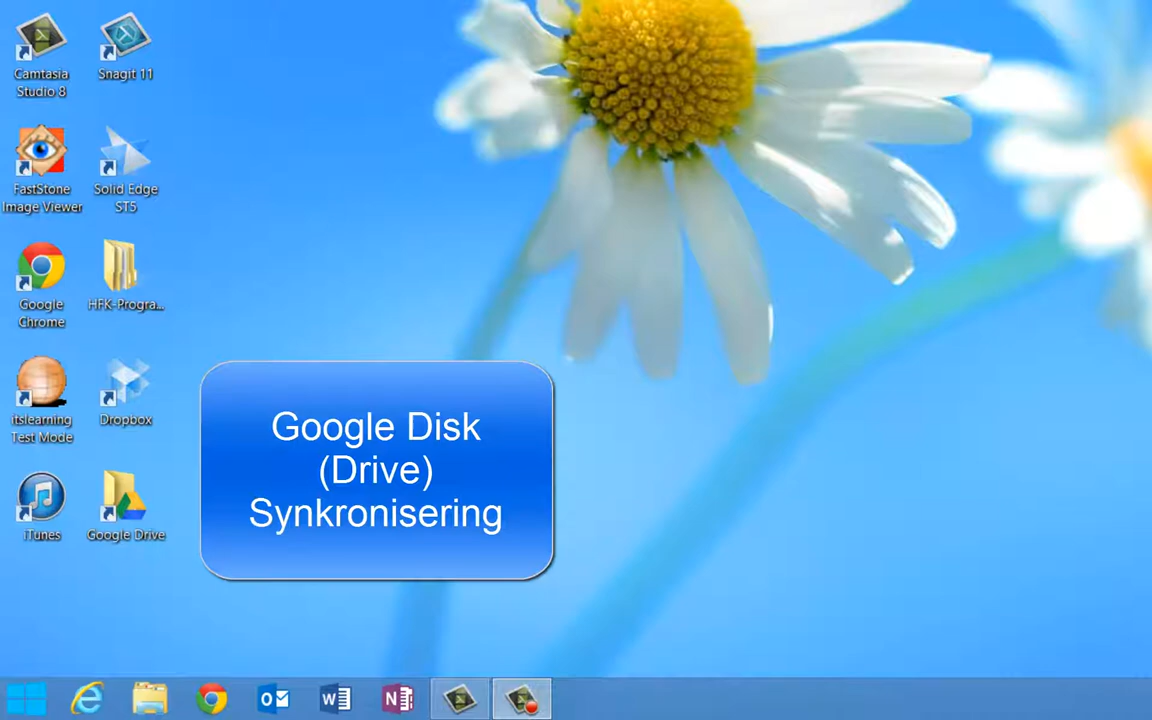 Camtasia
Studio 8
Snagit 11
FastStone
Image Viewer
Solid Edge
ST5
Google
Chrome
HFK-Progra...
itslearning
Test Mode
Dropbox
iTunes
Google Drive
Google Disk
(Drive)
Synkronisering